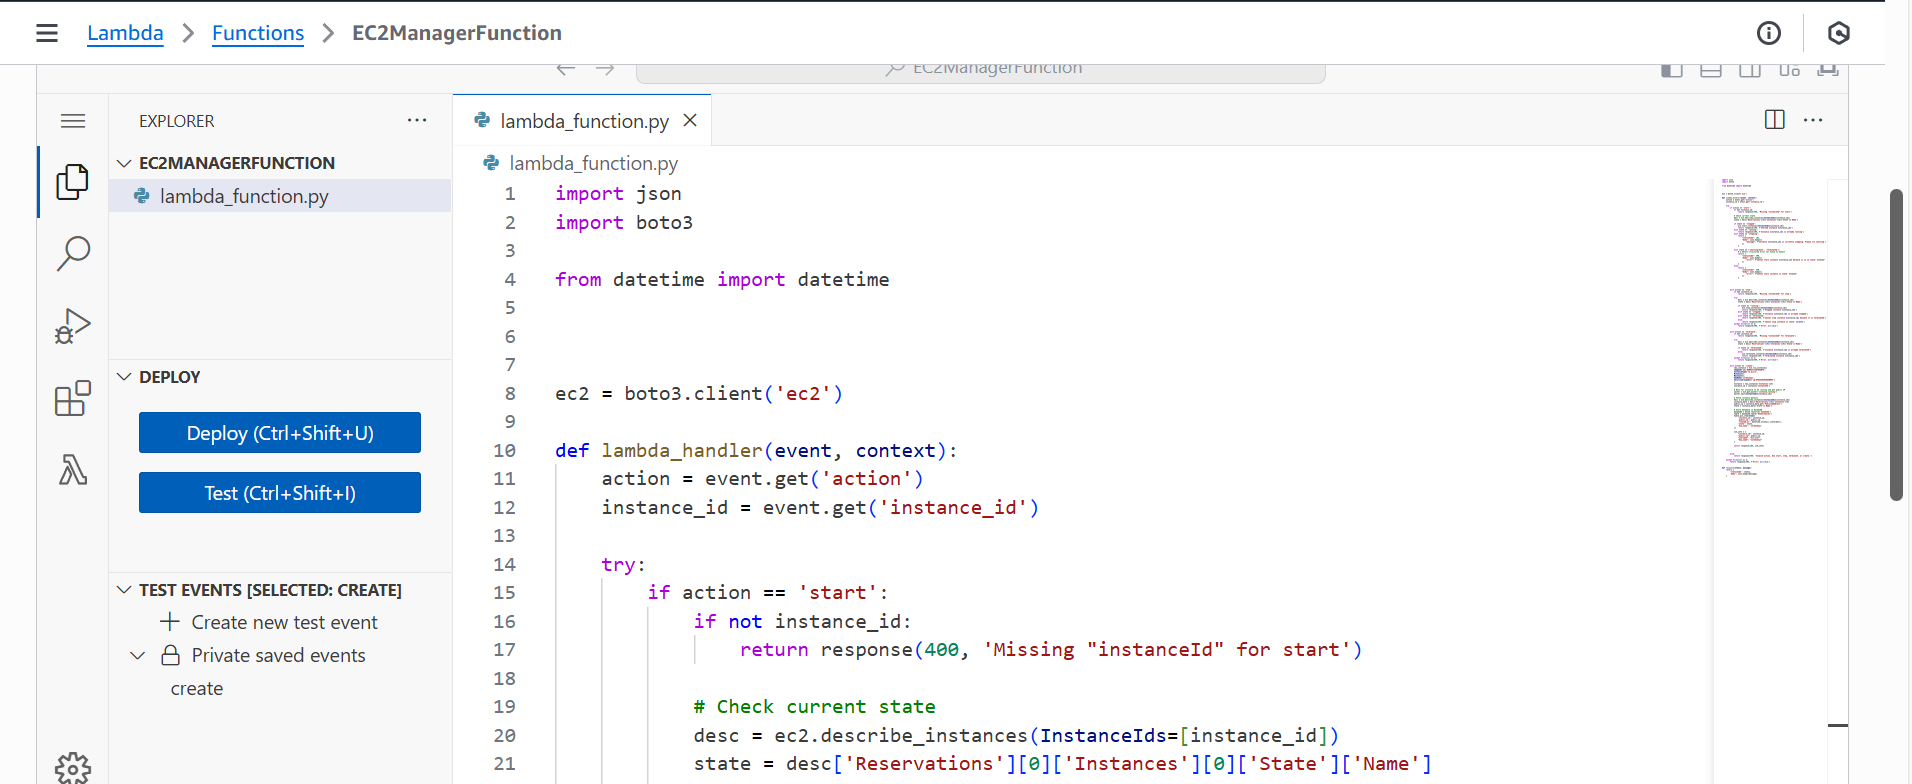 Lambda > Functions > EC2ManagerFunction
EC2ManagerFunction
EXPLORER
EC2MANAGERFUNCTION
lambda_function.py
DEPLOY
Deploy (Ctrl+Shift+U)
Test (Ctrl+Shift+I)
TEST EVENTS [SELECTED: CREATE]
Create new test event
Private saved events
create
lambda_function.py
lambda_function.py
1 import json
2 import boto3
3
4 from datetime import datetime
5
6
7
8 ec2 = boto3.client('ec2')
9
10 def lambda_handler(event, context):
11     action = event.get('action')
12     instance_id = event.get('instance_id')
13
14     try:
15         if action == 'start':
16             if not instance_id:
17                 return response(400, 'Missing "instanceId" for start')
18
19             # Check current state
20             desc = ec2.describe_instances(InstanceIds=[instance_id])
21             state = desc['Reservations'][0]['Instances'][0]['State']['Name']